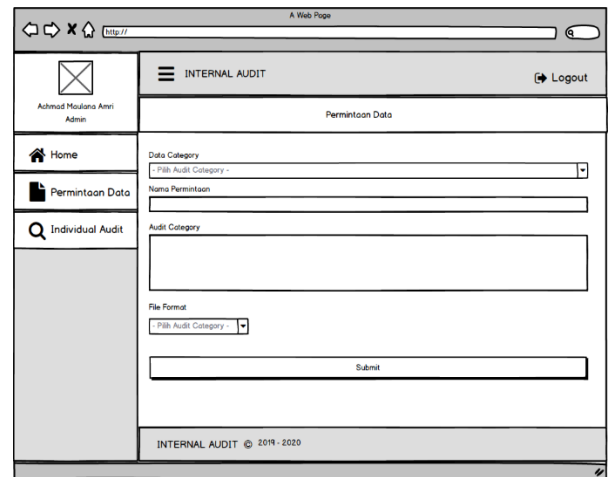 A Web Page
http://
INTERNAL AUDIT
Logout
Achmad Maulana Amri
Admin
Permintaan Data
Home
Permintaan Data
Individual Audit
Data Category
- Pilih Audit Category -
Nama Permintaan
Audit Category
File Format
- Pilih Audit Category -
Submit
INTERNAL AUDIT © 2019 - 2020